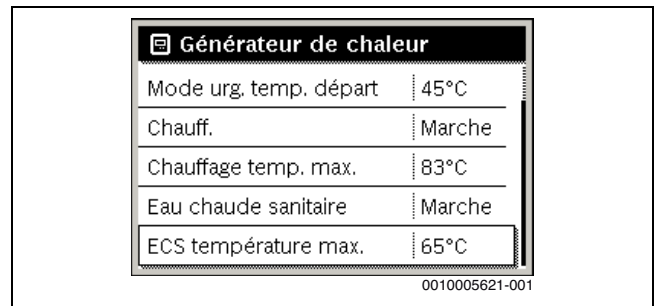 Générateur de chaleur
Mode urg. temp. départ 45°C
Chauff. Marche
Chauffage temp. max. 83°C
Eau chaude sanitaire Marche
ECS température max. 65°C
0010005621-001